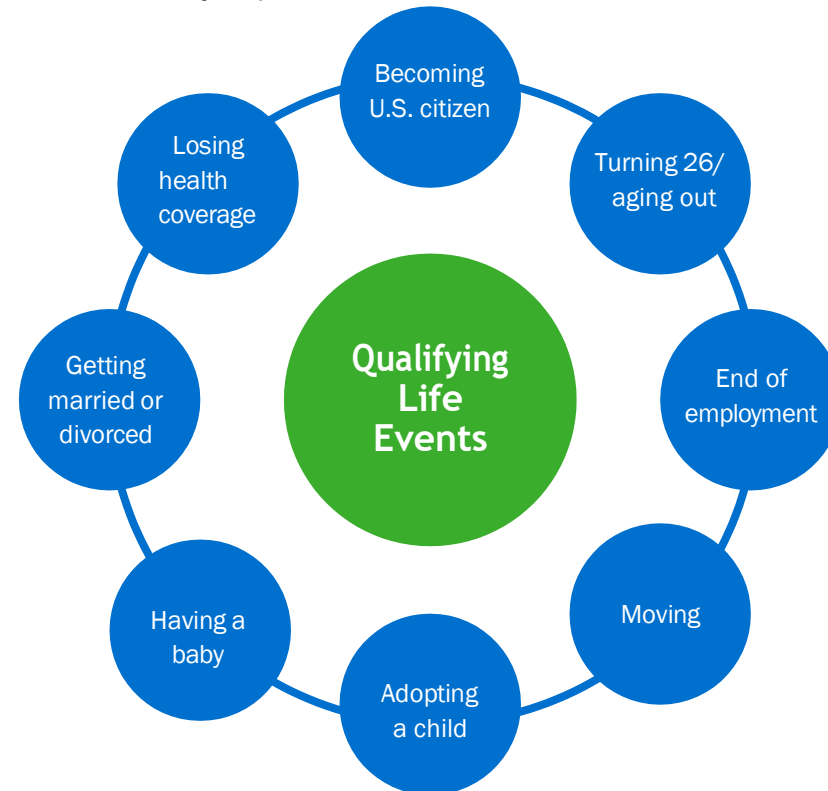 Becoming
U.S. citizen
Turning 26/
aging out
End of
employment
Moving
Adopting
a child
Having a
baby
Getting
married or
divorced
Losing
health
coverage
Qualifying
Life
Events